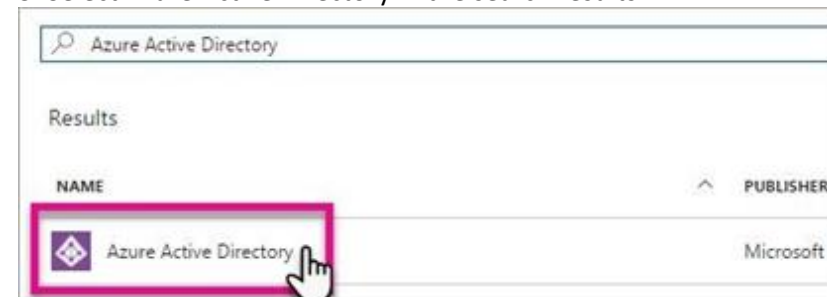 Azure Active Directory
Results
NAME PUBLISHER
Azure Active Directory Microsoft